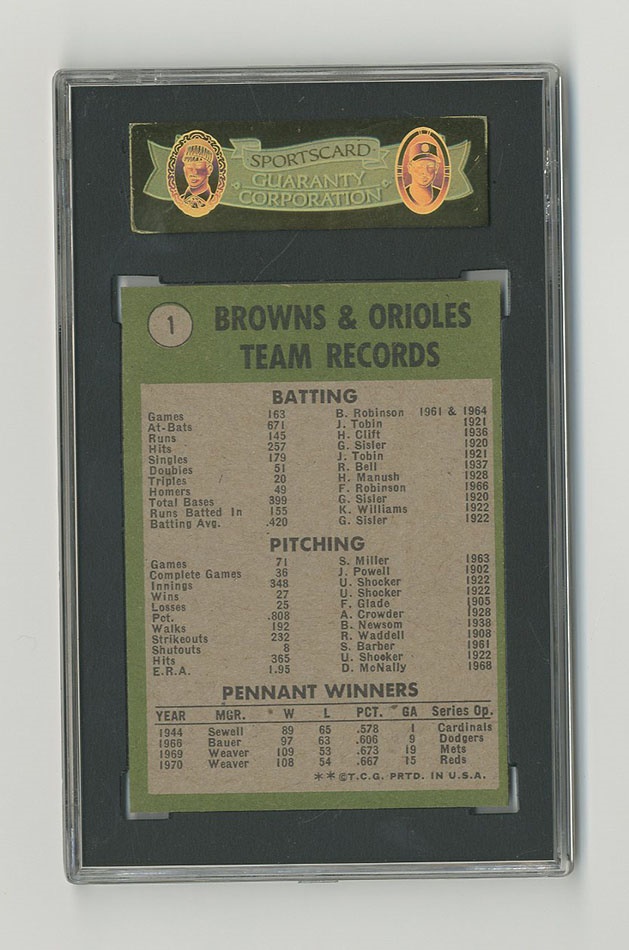 SPORTSCARD
GUARANTY
CORPORATION
1
BROWNS & ORIOLES
TEAM RECORDS
BATTING
Games 163 B. Robinson 1961 & 1964
At-Bats 671 J. Tobin 1921
Runs 145 H. Clift 1936
Hits 257 G. Sisler 1920
Singles 179 J. Tobin 1921
Doubles 51 R. Bell 1937
Triples 20 H. Manush 1928
Homers 49 F. Robinson 1966
Total Bases 399 G. Sisler 1920
Runs Batted In 155 K. Williams 1922
Batting Avg. .420 G. Sisler 1922
PITCHING
Games 71 S. Miller 1963
Complete Games 36 J. Powell 1902
Innings 348 U. Shocker 1922
Wins 27 U. Shocker 1922
Losses 25 F. Glade 1905
Pct. .808 A. Crowder 1928
Walks 192 B. Newsom 1938
Strikeouts 232 R. Waddell 1908
Shutouts 8 S. Barber 1961
Hits 365 U. Shocker 1922
E.R.A. 1.95 D. McNally 1968
PENNANT WINNERS
YEAR MGR. W L PCT. GA Series Op.
1944 Sewell 89 65 .578 1 Cardinals
1966 Bauer 97 63 .606 9 Dodgers
1969 Weaver 109 53 .673 19 Mets
1970 Weaver 108 54 .667 15 Reds
**©T.C.G. PRTD. IN U.S.A.